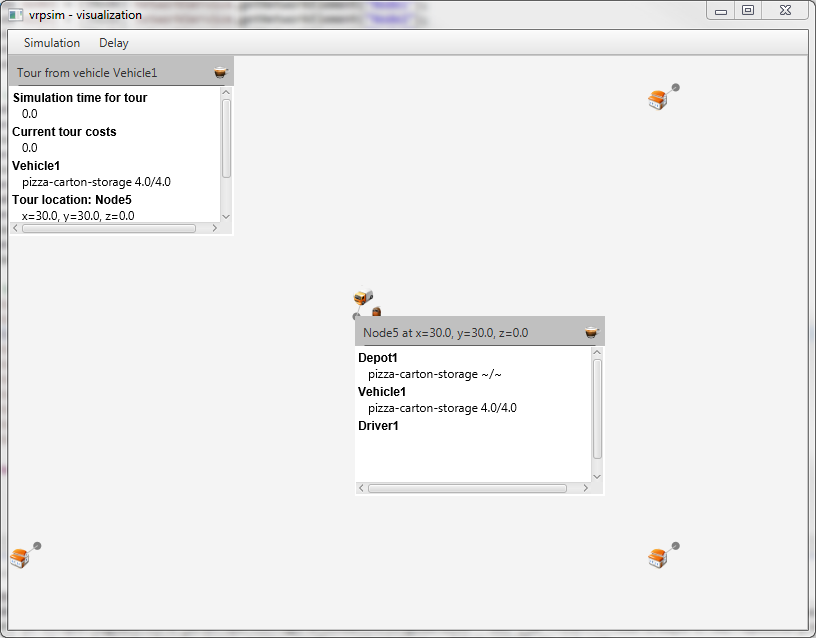 vrpsim - visualization
Simulation Delay
Tour from vehicle Vehicle1
Simulation time for tour
0.0
Current tour costs
0.0
Vehicle1
pizza-carton-storage 4.0/4.0
Tour location: Node5
x=30.0, y=30.0, z=0.0
Node5 at x=30.0, y=30.0, z=0.0
Depot1
pizza-carton-storage ~/~
Vehicle1
pizza-carton-storage 4.0/4.0
Driver1